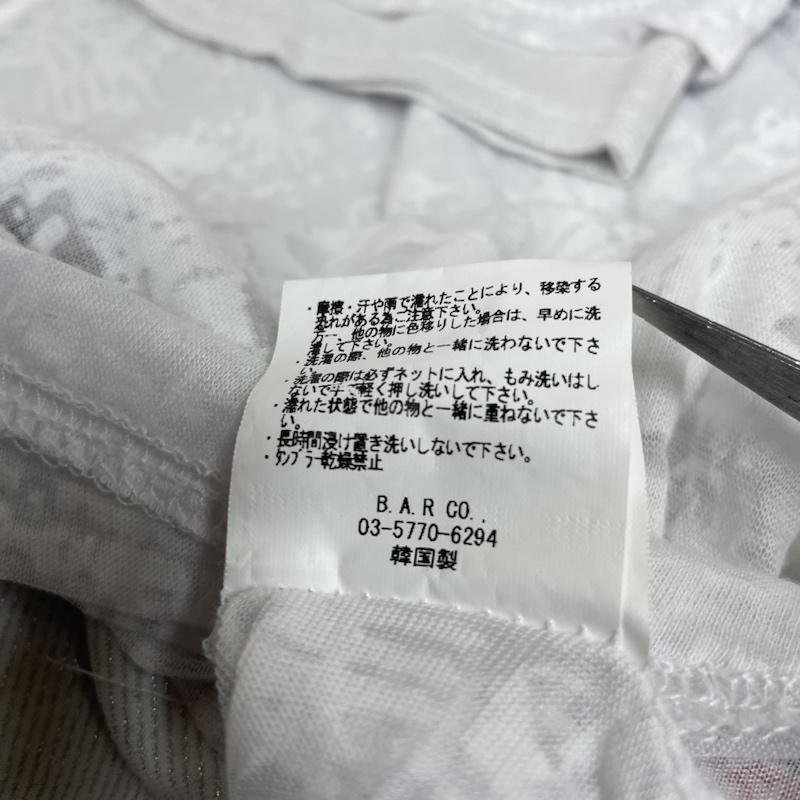 ・摩擦・汗や雨で濡れたことにより、移染する
恐れがある為ご注意下さい。
万一、他の物に色移りした場合は、早めに洗
濯して下さい。
・洗濯の際、他の物と一緒に洗わないで下さ
い。
・洗濯の際は必ずネットに入れ、もみ洗いはし
ないで手で軽く押し洗いして下さい。
・濡れた状態で他の物と一緒に重ねないで下さ
い。
・長時間浸け置き洗いしないで下さい。
・タンブラー乾燥禁止
B.A.R CO.,
03-5770-6294
韓国製